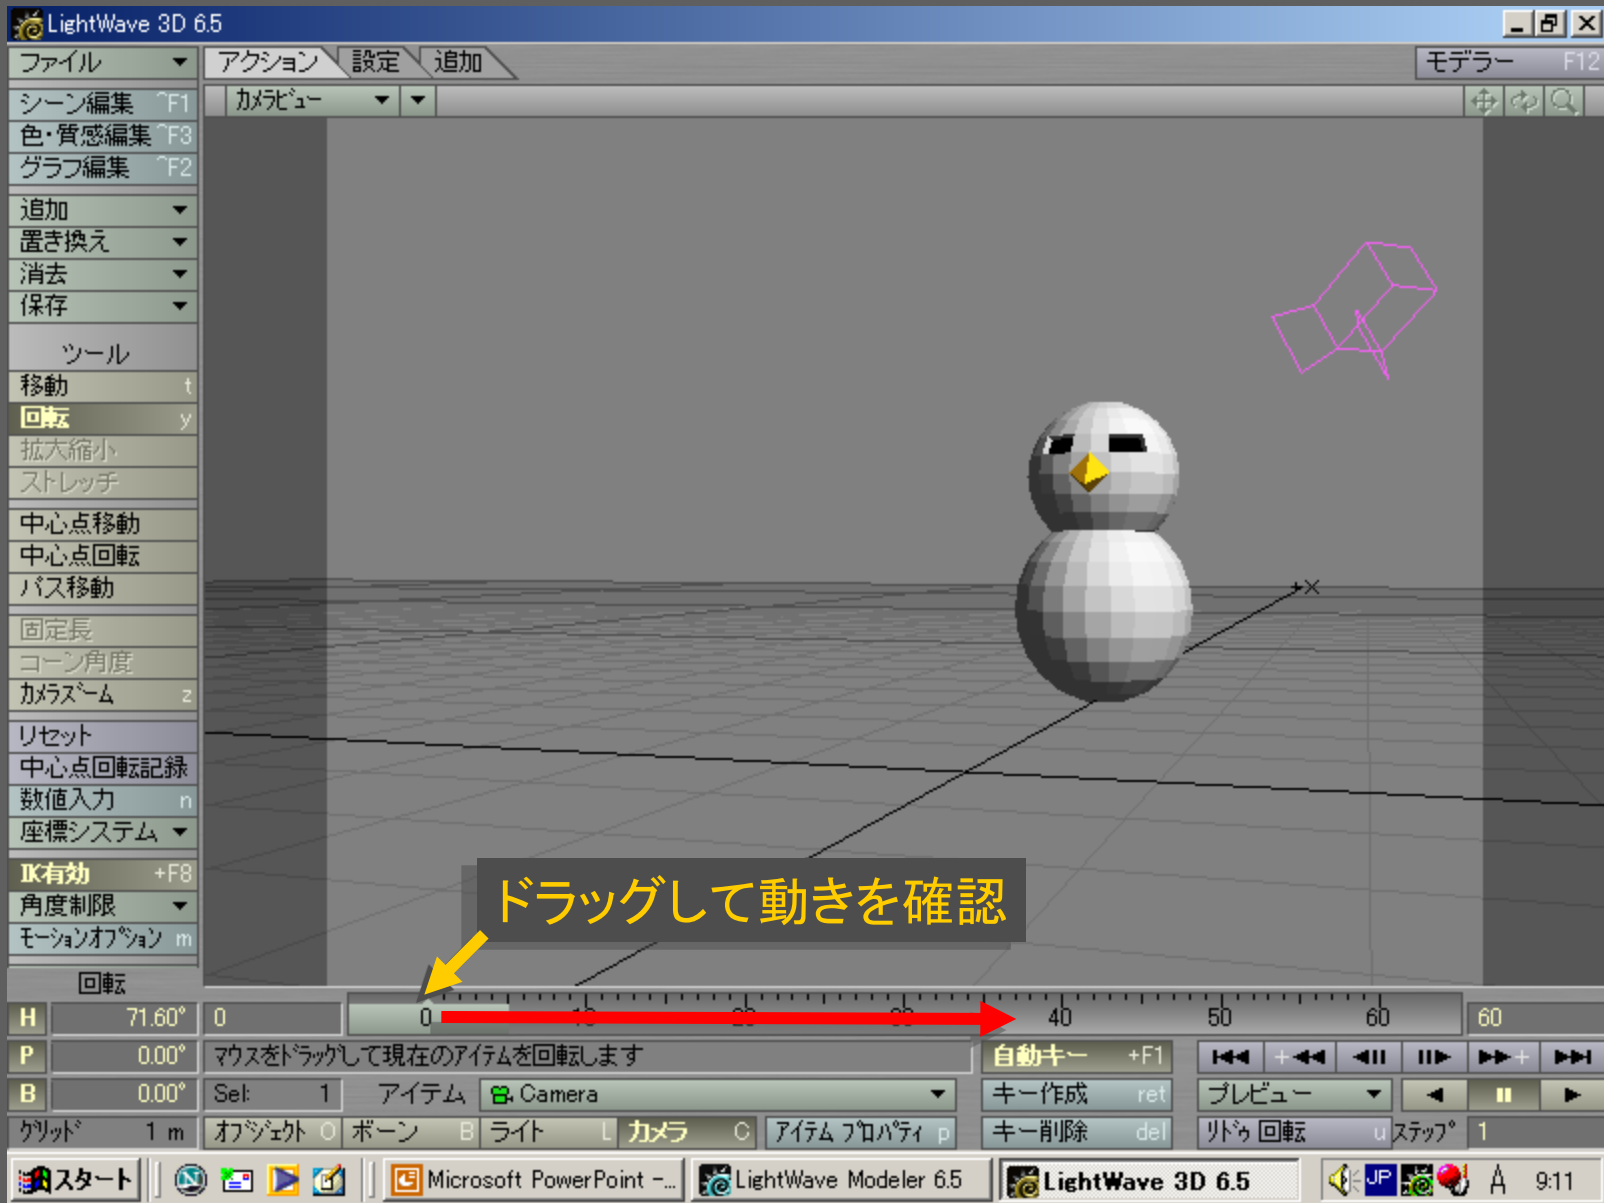 LightWave 3D 6.5
ファイル
アクション 設定 追加
モデラー F12
シーン編集 ^F1
カメラビュー
色・質感編集 ^F3
グラフ編集 ^F2
追加
置き換え
消去
保存
ツール
移動 t
回転 y
拡大縮小
ストレッチ
中心点移動
中心点回転
パス移動
固定長
コーン角度
カメラズーム z
リセット
中心点回転記録
数値入力 n
座標システム
IK有効 +F8
角度制限
モーションオプション m
X
ドラッグして動きを確認
回転
H 71.60° 0
0 10 20 30 40 50 60
60
P 0.00° マウスをドラッグして現在のアイテムを回転します 自動キー +F1
B 0.00° Sel: 1 アイテム Camera キー作成 ret プレビュー
グリッド 1 m オブジェクト O ボーン B ライト L カメラ C アイテム プロパティ p キー削除 del リドゥ 回転 u ステップ 1
スタート Microsoft PowerPoint -... LightWave Modeler 6.5 LightWave 3D 6.5 JP A 9:11